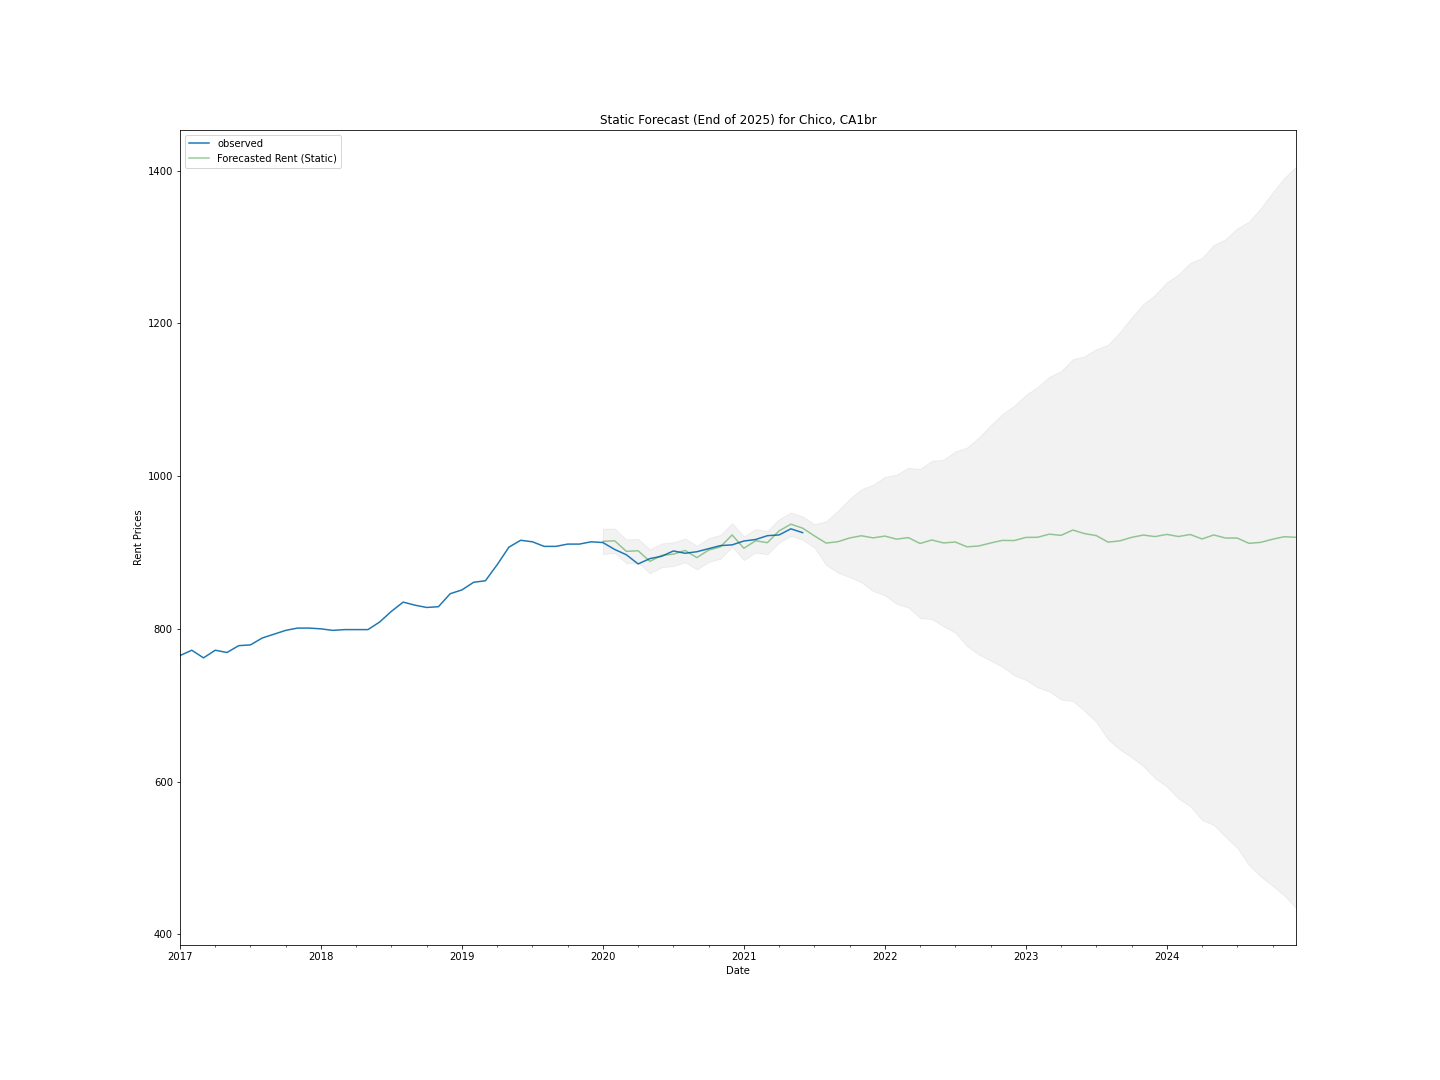 Static Forecast (End of 2025) for Chico, CA1br
observed
Forecasted Rent (Static)
1400
1200
1000
800
600
400
Rent Prices
2017 2018 2019 2020 2021 2022 2023 2024
Date